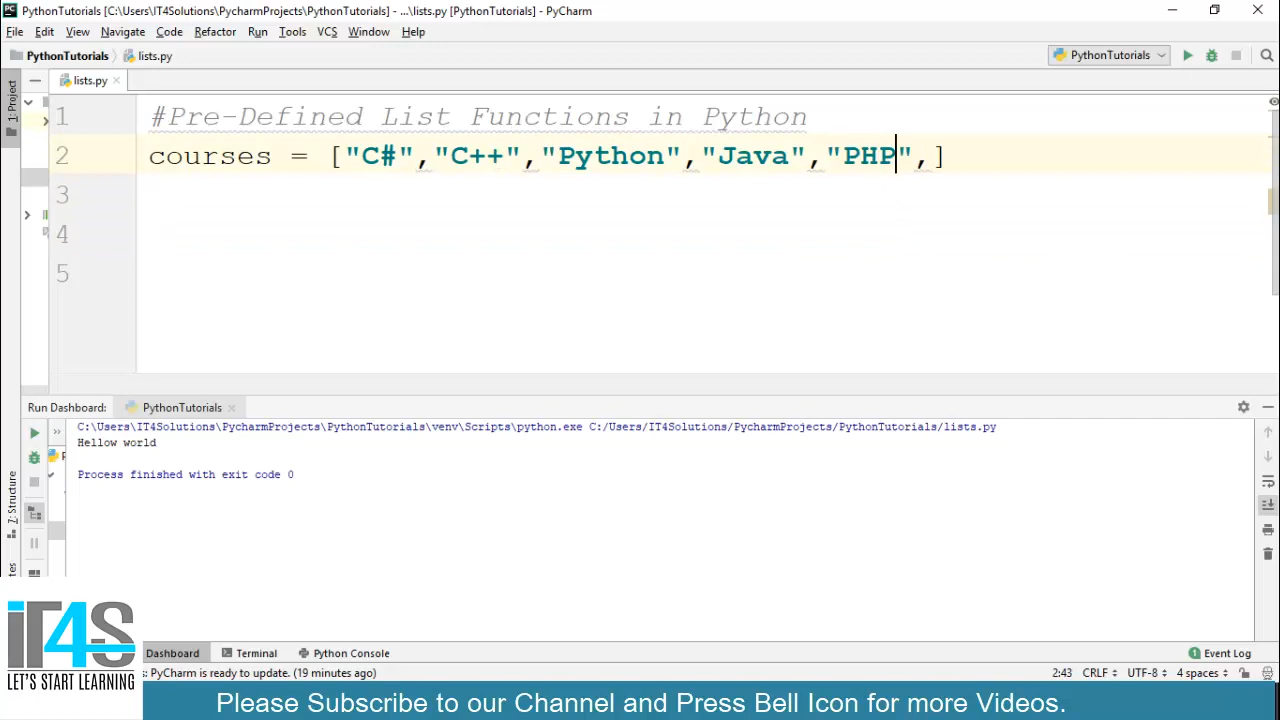 PythonTutorials [C:\Users\IT4Solutions\PycharmProjects\PythonTutorials] - ...\lists.py [PythonTutorials] - PyCharm
File Edit View Navigate Code Refactor Run Tools VCS Window Help
PythonTutorials lists.py PythonTutorials
lists.py
1: Project
1 #Pre-Defined List Functions in Python
2 courses = ["C#","C++","Python","Java","PHP",]
3
4
5
Run Dashboard: PythonTutorials
C:\Users\IT4Solutions\PycharmProjects\PythonTutorials\venv\Scripts\python.exe C:/Users/IT4Solutions/PycharmProjects/PythonTutorials/lists.py
Hellow world
Process finished with exit code 0
7: Structure
iT4S
LET'S START LEARNING
Dashboard Terminal Python Console 1 Event Log
: PyCharm is ready to update. (19 minutes ago) 2:43 CRLF UTF-8 4 spaces
Please Subscribe to our Channel and Press Bell Icon for more Videos.